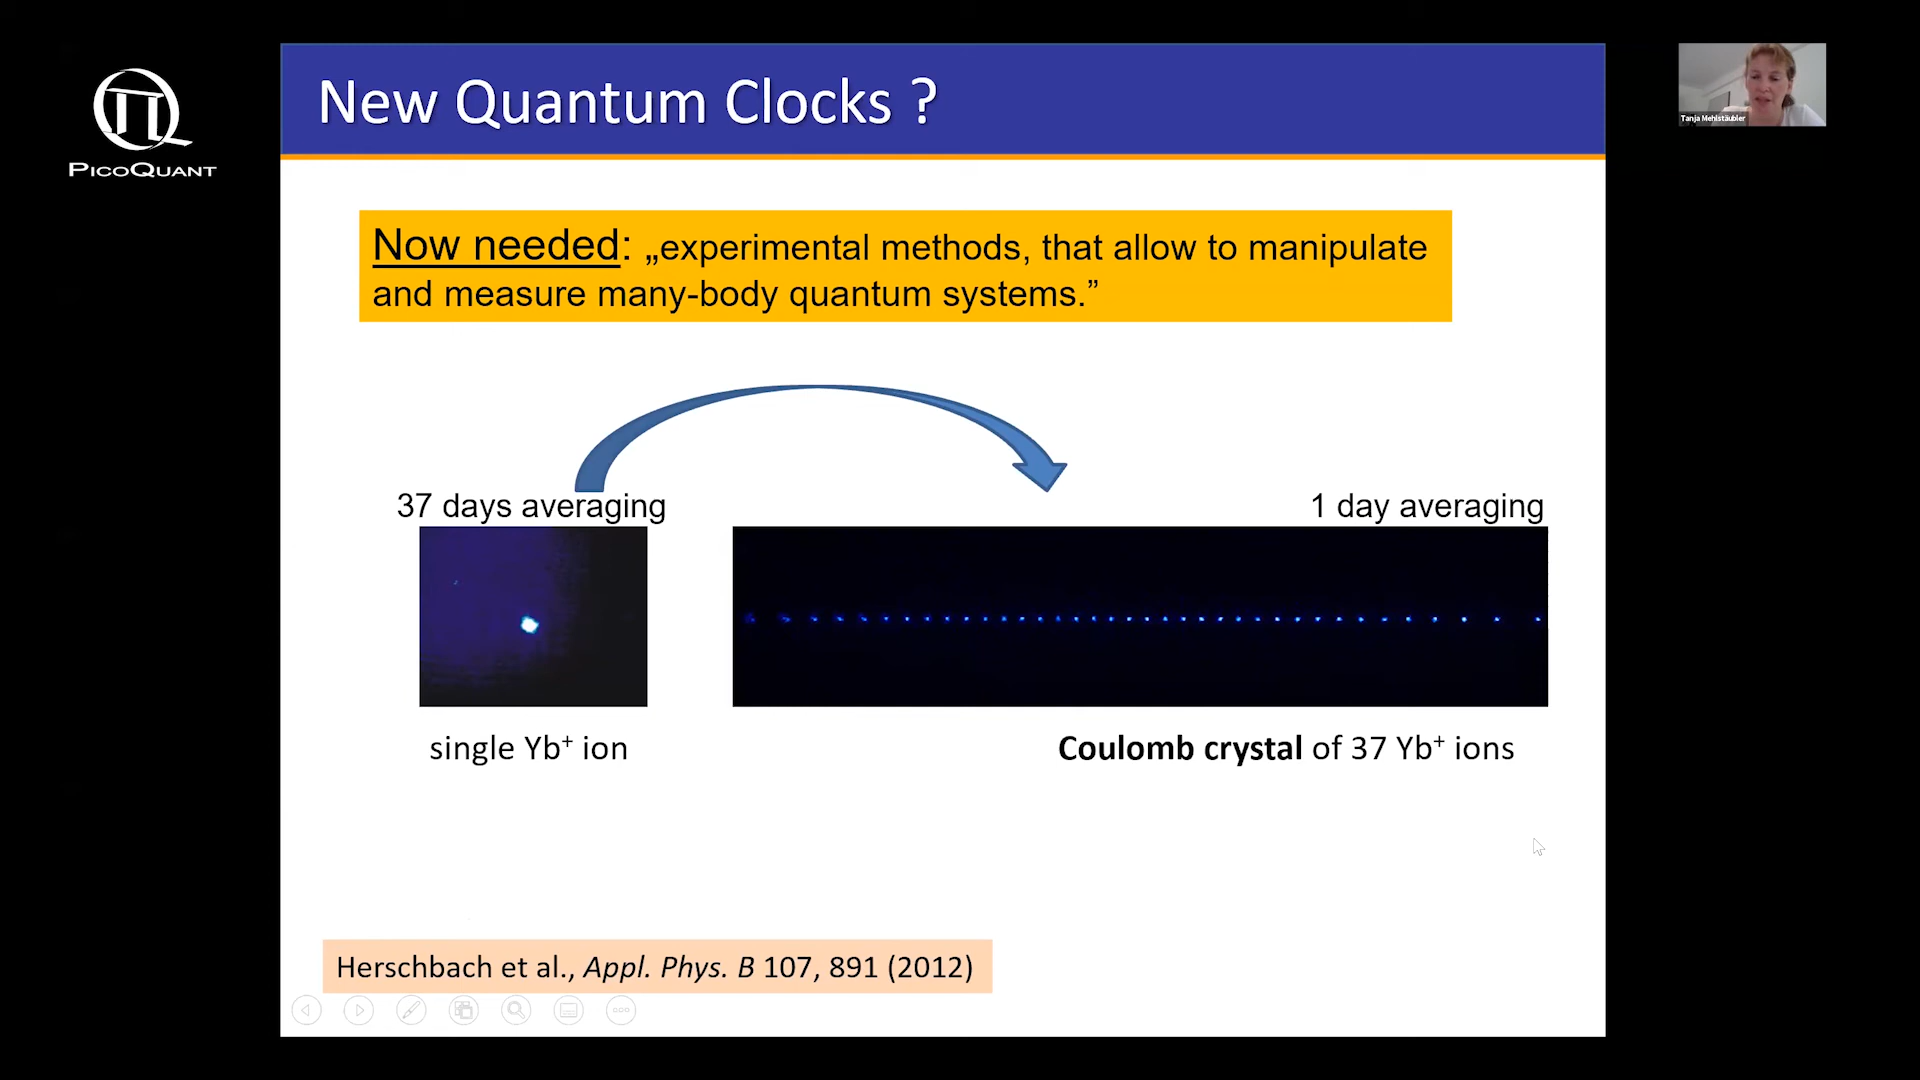 PICOQUANT
New Quantum Clocks ?
Tanja Mehlstäubler
Now needed: „experimental methods, that allow to manipulate
and measure many-body quantum systems.”
37 days averaging
1 day averaging
single Yb⁺ ion
Coulomb crystal of 37 Yb⁺ ions
Herschbach et al., Appl. Phys. B 107, 891 (2012)